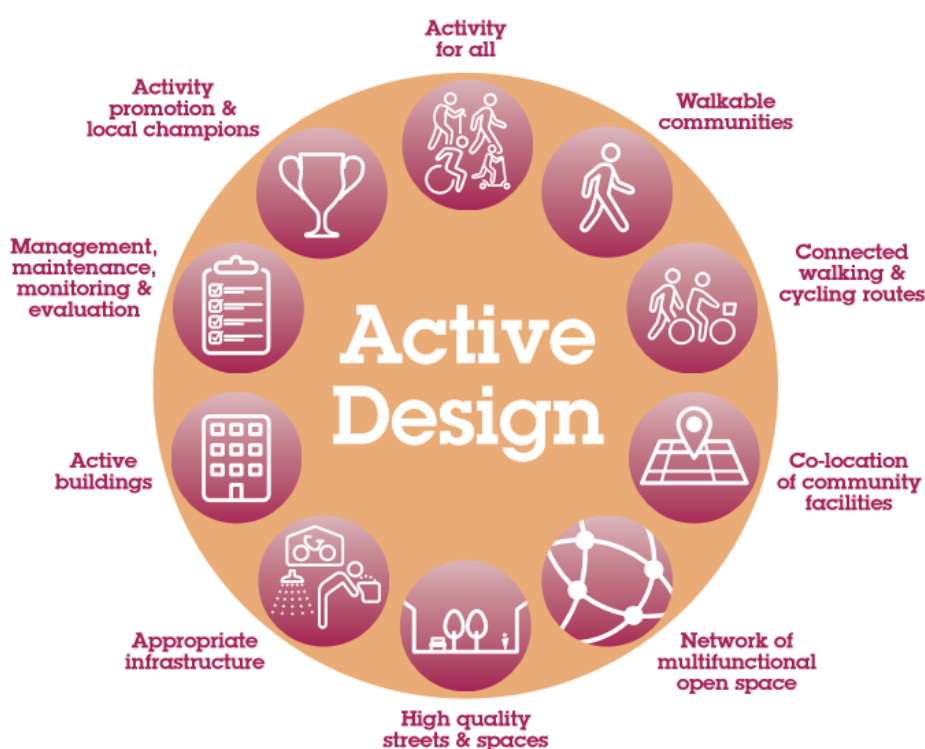 Activity
for all
Walkable
communities
Connected
walking &
cycling routes
Co-location
of community
facilities
Network of
multifunctional
open space
High quality
streets & spaces
Appropriate
infrastructure
Active
buildings
Management,
maintenance,
monitoring &
evaluation
Activity
promotion &
local champions
Active
Design